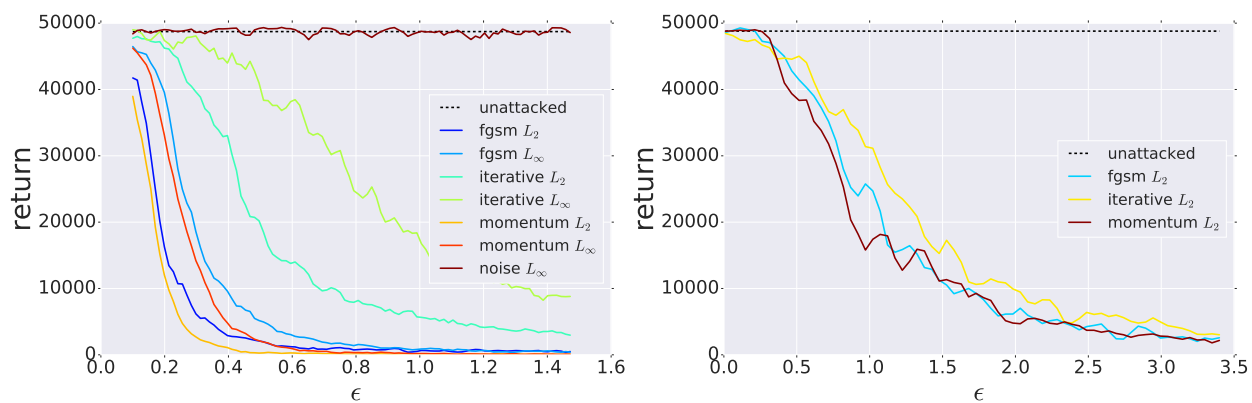 50000
40000
30000
20000
10000
0
return
0.0 0.2 0.4 0.6 0.8 1.0 1.2 1.4 1.6
ϵ
unattacked
fgsm L₂
fgsm L∞
iterative L₂
iterative L∞
momentum L₂
momentum L∞
noise L∞
50000
40000
30000
20000
10000
0
return
0.0 0.5 1.0 1.5 2.0 2.5 3.0 3.5
ϵ
unattacked
fgsm L₂
iterative L₂
momentum L₂